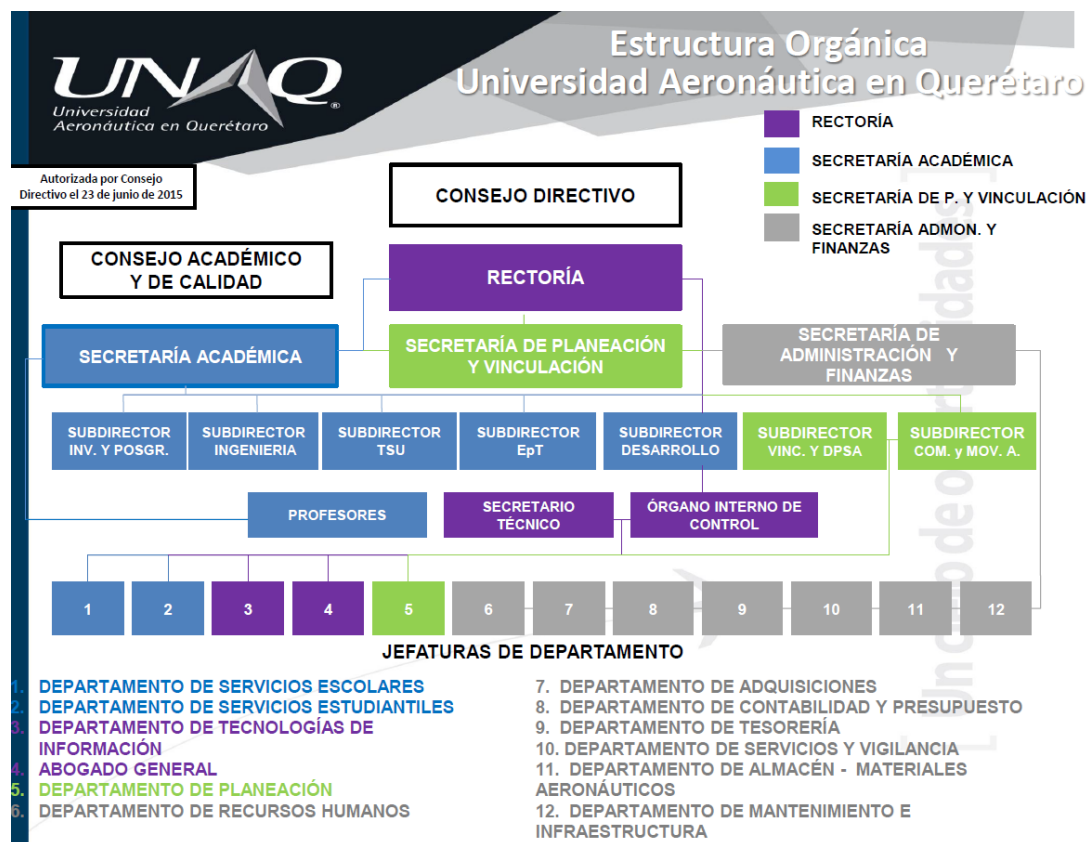 Estructura Orgánica
Universidad Aeronáutica en Querétaro
UNAQ
®
Universidad
Aeronáutica en Querétaro
RECTORÍA
SECRETARÍA ACADÉMICA
SECRETARÍA DE P. Y VINCULACIÓN
SECRETARÍA ADMON. Y
FINANZAS
Autorizada por Consejo
Directivo el 23 de junio de 2015
CONSEJO DIRECTIVO
CONSEJO ACADÉMICO
Y DE CALIDAD
RECTORÍA
SECRETARÍA ACADÉMICA
SECRETARÍA DE PLANEACIÓN
Y VINCULACIÓN
SECRETARÍA DE
ADMINISTRACIÓN Y
FINANZAS
SUBDIRECTOR
INV. Y POSGR.
SUBDIRECTOR
INGENIERIA
SUBDIRECTOR
TSU
SUBDIRECTOR
EpT
SUBDIRECTOR
DESARROLLO
SUBDIRECTOR
VINC. Y DPSA
SUBDIRECTOR
COM. y MOV. A.
PROFESORES
SECRETARIO
TÉCNICO
ÓRGANO INTERNO DE
CONTROL
1 2 3 4 5 6 7 8 9 10 11 12
JEFATURAS DE DEPARTAMENTO
1. DEPARTAMENTO DE SERVICIOS ESCOLARES
2. DEPARTAMENTO DE SERVICIOS ESTUDIANTILES
3. DEPARTAMENTO DE TECNOLOGÍAS DE
INFORMACIÓN
4. ABOGADO GENERAL
5. DEPARTAMENTO DE PLANEACIÓN
6. DEPARTAMENTO DE RECURSOS HUMANOS
7. DEPARTAMENTO DE ADQUISICIONES
8. DEPARTAMENTO DE CONTABILIDAD Y PRESUPUESTO
9. DEPARTAMENTO DE TESORERÍA
10. DEPARTAMENTO DE SERVICIOS Y VIGILANCIA
11. DEPARTAMENTO DE ALMACÉN - MATERIALES
AERONÁUTICOS
12. DEPARTAMENTO DE MANTENIMIENTO E
INFRAESTRUCTURA